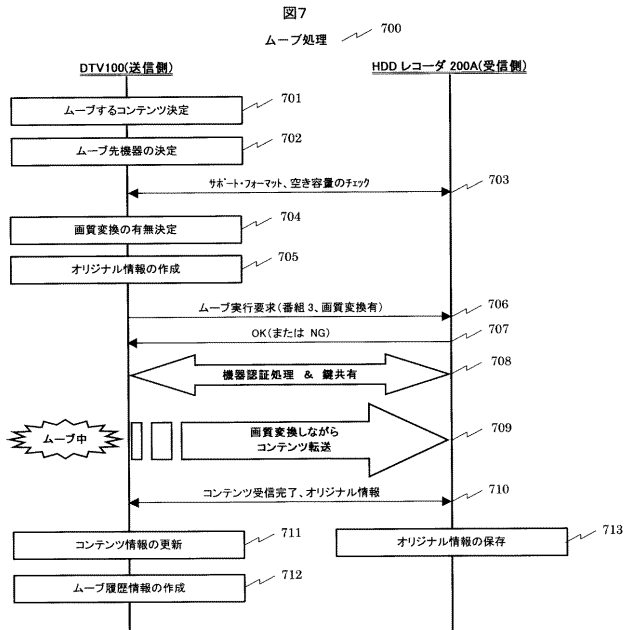 図7
ムーブ処理 700
DTV100(送信側)
HDD レコーダ 200A(受信側)
ムーブするコンテンツ決定 701
ムーブ先機器の決定 702
サポート・フォーマット、空き容量のチェック 703
画質変換の有無決定 704
オリジナル情報の作成 705
ムーブ実行要求(番組 3、画質変換有) 706
OK(または NG) 707
機器認証処理 & 鍵共有 708
ムーブ中
画質変換しながら
コンテンツ転送 709
コンテンツ受信完了、オリジナル情報 710
コンテンツ情報の更新 711
オリジナル情報の保存 713
ムーブ履歴情報の作成 712